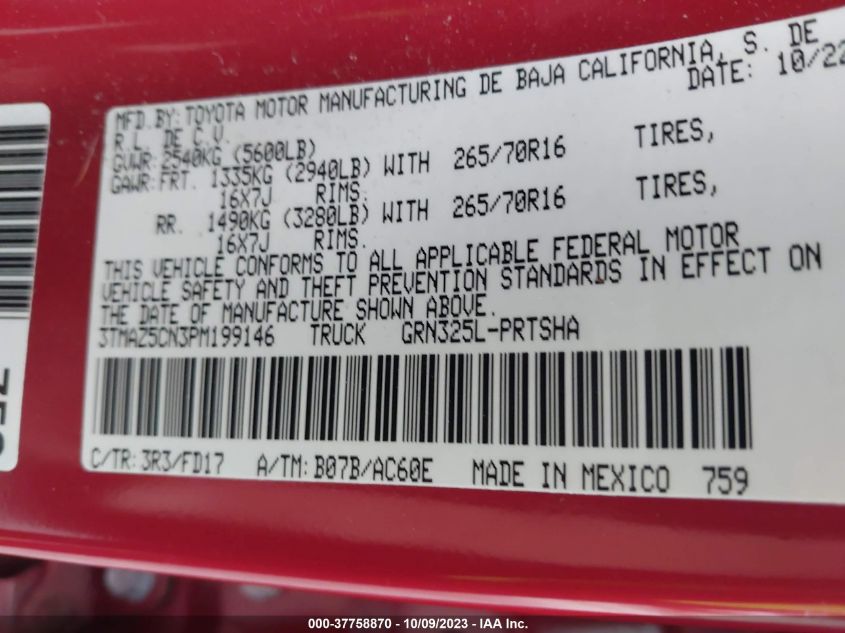 MFD.BY: TOYOTA MOTOR MANUFACTURING DE BAJA CALIFORNIA, S. DE
R.L. DE C.V. DATE: 10/22
GVWR: 2540KG (5600LB)
GAWR: FRT. 1335KG (2940LB) WITH 265/70R16 TIRES,
16X7J RIMS.
RR. 1490KG (3280LB) WITH 265/70R16 TIRES,
16X7J RIMS.
THIS VEHICLE CONFORMS TO ALL APPLICABLE FEDERAL MOTOR
VEHICLE SAFETY AND THEFT PREVENTION STANDARDS IN EFFECT ON
THE DATE OF MANUFACTURE SHOWN ABOVE.
3TMAZ5CN3PM199146 TRUCK GRN325L-PRTSHA
C/TR: 3R3/FD17 A/TM: B07B/AC60E MADE IN MEXICO 759
000-37758870 - 10/09/2023 - IAA Inc.